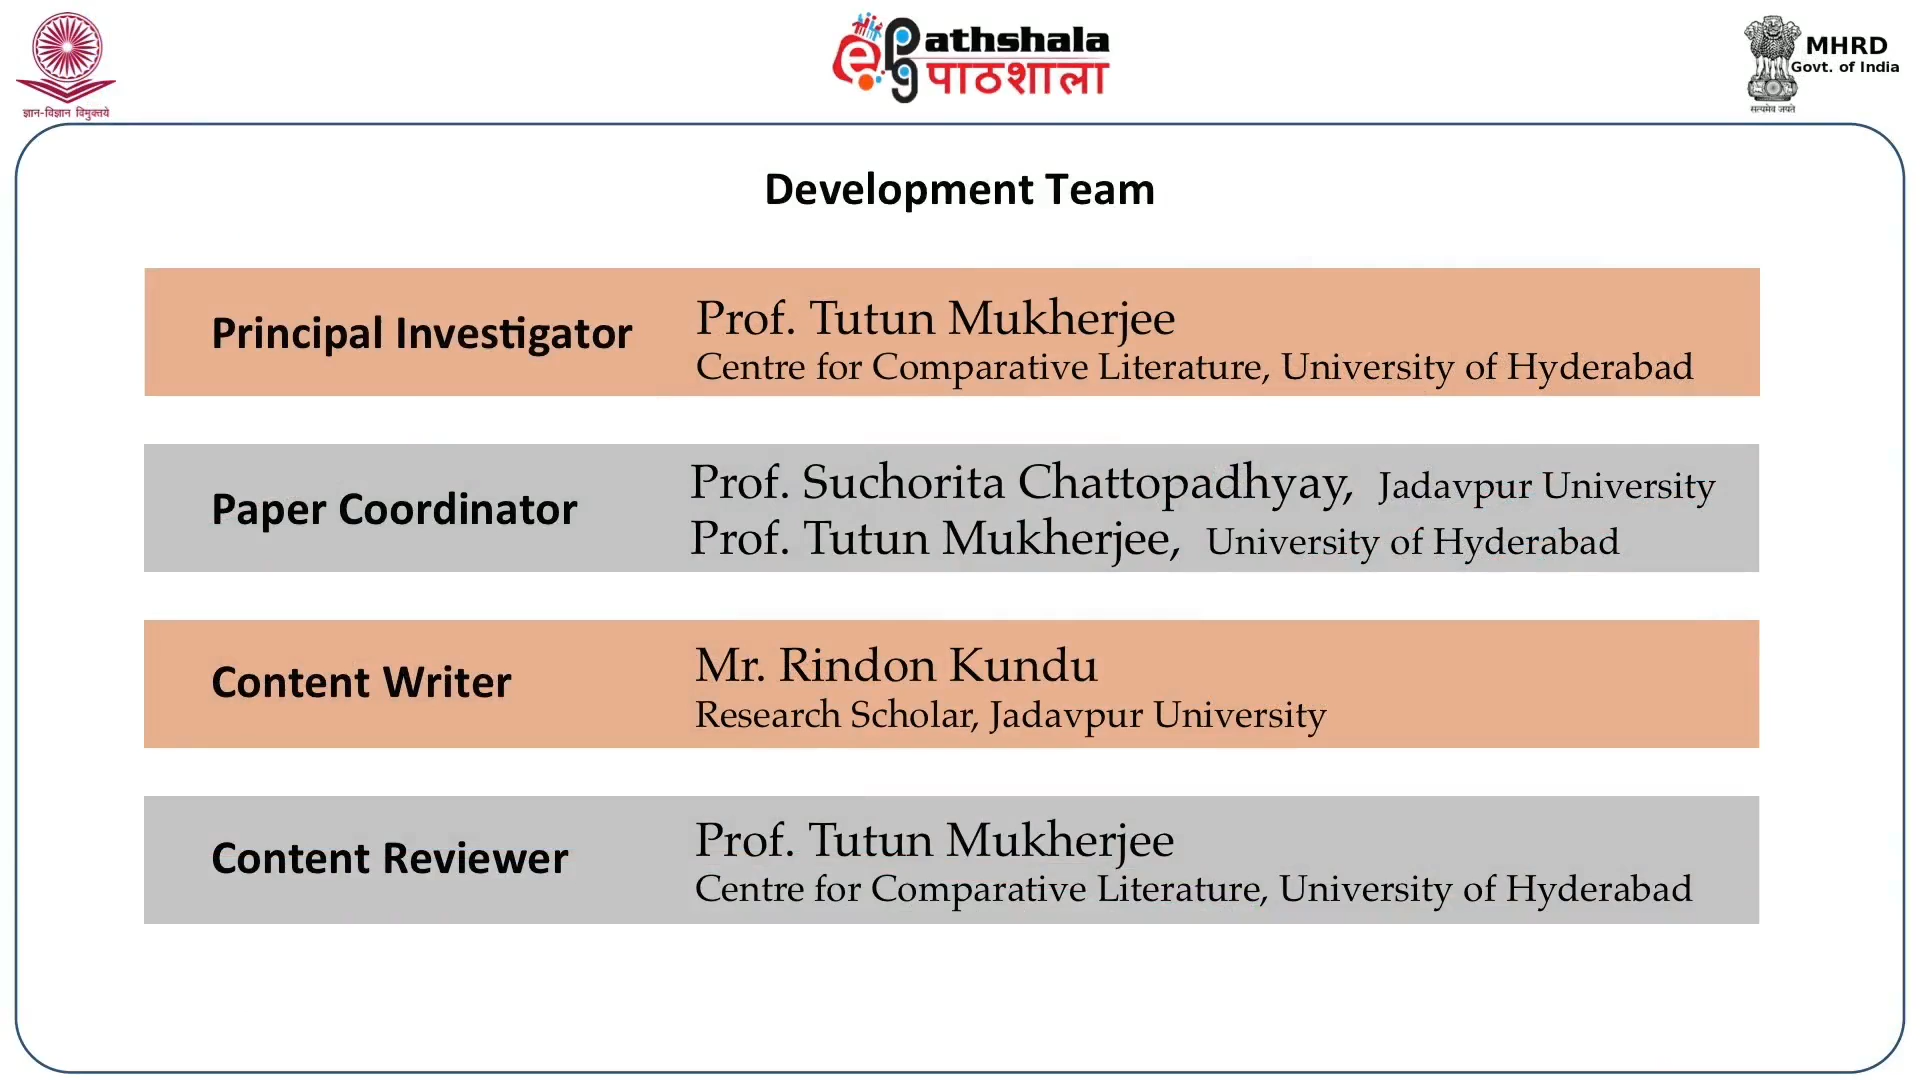 ज्ञान-विज्ञान विमुक्तये
ePG Pathshala
पाठशाला
MHRD
Govt. of India
सत्यमेव जयते
Development Team
Principal Investigator
Prof. Tutun Mukherjee
Centre for Comparative Literature, University of Hyderabad
Paper Coordinator
Prof. Suchorita Chattopadhyay, Jadavpur University
Prof. Tutun Mukherjee, University of Hyderabad
Content Writer
Mr. Rindon Kundu
Research Scholar, Jadavpur University
Content Reviewer
Prof. Tutun Mukherjee
Centre for Comparative Literature, University of Hyderabad